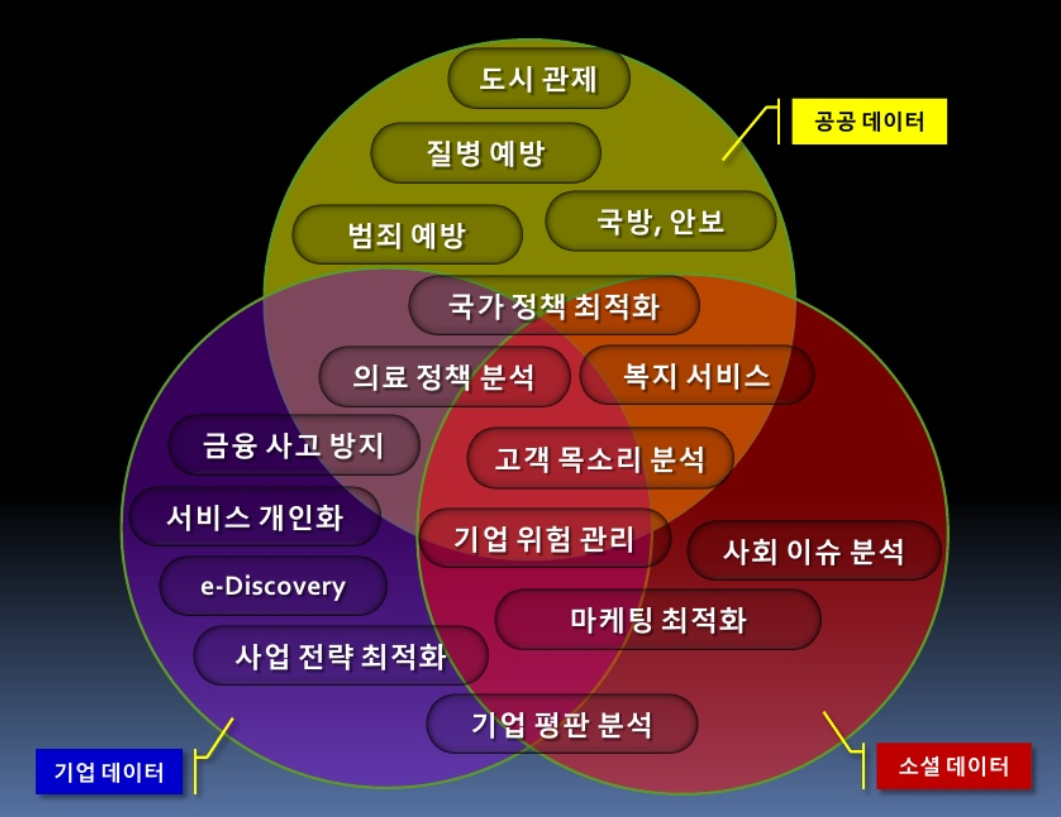 도시 관제
공공 데이터
질병 예방
국방, 안보
범죄 예방
국가 정책 최적화
의료 정책 분석
복지 서비스
금융 사고 방지
고객 목소리 분석
서비스 개인화
기업 위험 관리
사회 이슈 분석
e-Discovery
마케팅 최적화
사업 전략 최적화
기업 평판 분석
기업 데이터
소셜 데이터